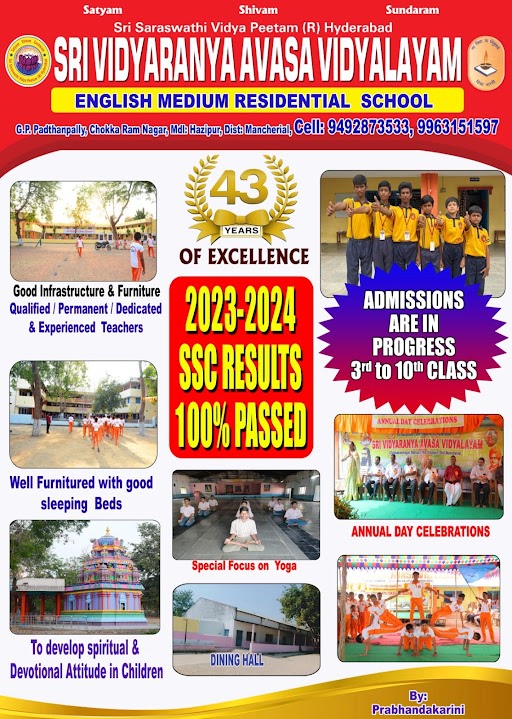 Satyam Shivam Sundaram
Sri Saraswathi Vidya Peetam (R) Hyderabad
SRI VIDYARANYA AVASA VIDYALAYAM
ENGLISH MEDIUM RESIDENTIAL SCHOOL
G.P. Padthanpally, Chokka Ram Nagar, Mdl: Hazipur, Dist: Mancherial, Cell: 9492873533, 9963151597
43
YEARS
OF EXCELLENCE
Good Infrastructure & Furniture
Qualified / Permanent / Dedicated
& Experienced Teachers
2023-2024
SSC RESULTS
100% PASSED
ADMISSIONS
ARE IN
PROGRESS
3rd to 10th CLASS
Well Furnitured with good
sleeping Beds
ANNUAL DAY CELEBRATIONS
SRI VIDYARANYA AVASA VIDYALAYAM
ANNUAL DAY CELEBRATIONS
Special Focus on Yoga
To develop spiritual &
Devotional Attitude in Children
DINING HALL
By:
Prabhandakarini